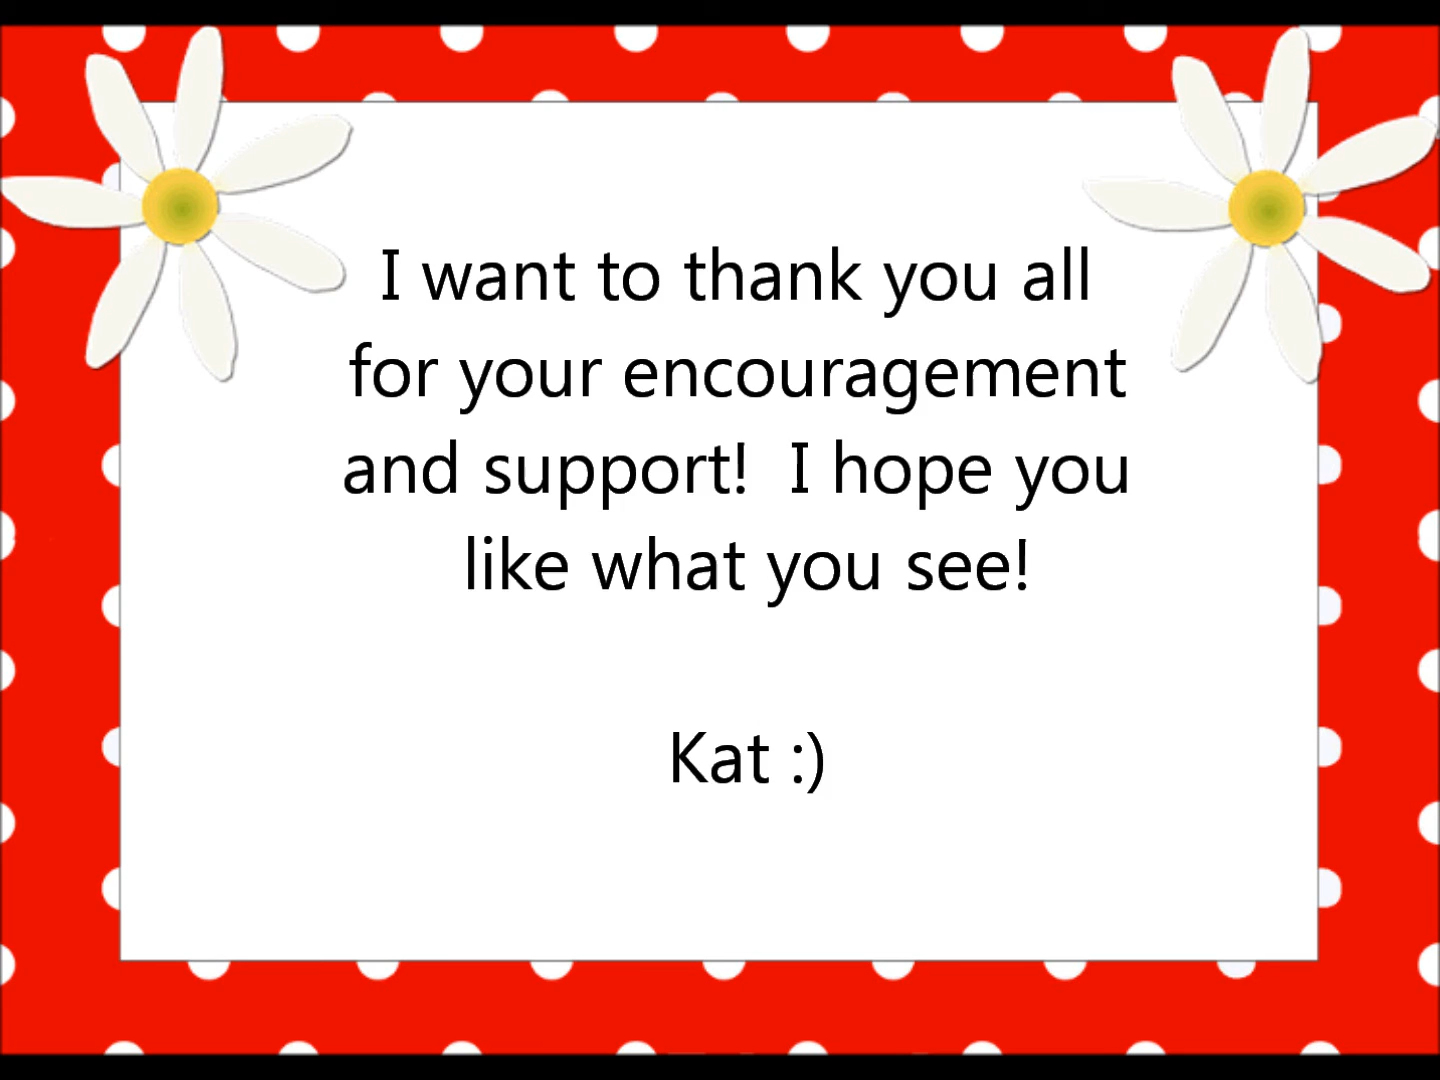 I want to thank you all
for your encouragement
and support!  I hope you
like what you see!
Kat :)